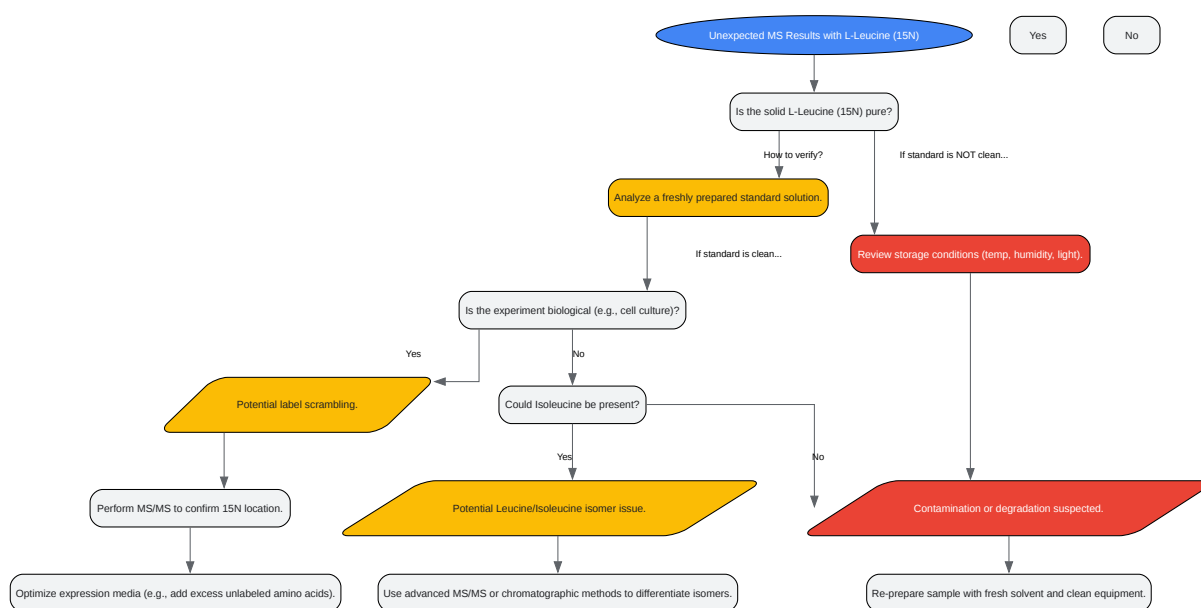 Unexpected MS Results with L-Leucine (15N)
Yes
No
Is the solid L-Leucine (15N) pure?
How to verify?
If standard is NOT clean...
Analyze a freshly prepared standard solution.
If standard is clean...
Review storage conditions (temp, humidity, light).
Is the experiment biological (e.g., cell culture)?
Yes
No
Potential label scrambling.
Could Isoleucine be present?
Yes
No
Perform MS/MS to confirm 15N location.
Potential Leucine/Isoleucine isomer issue.
Contamination or degradation suspected.
Optimize expression media (e.g., add excess unlabeled amino acids).
Use advanced MS/MS or chromatographic methods to differentiate isomers.
Re-prepare sample with fresh solvent and clean equipment.